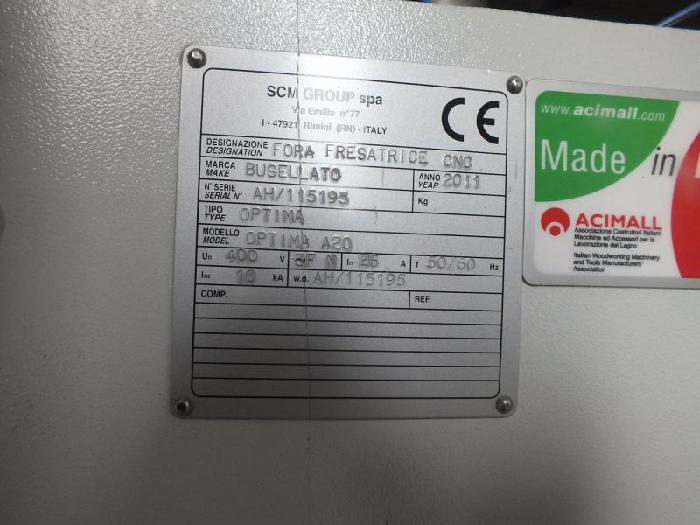 SCM GROUP spa
Via Emilia n°77
I - 47921 Rimini (RN) - ITALY
CE
DESIGNAZIONE
DESIGNATION FORA FRESATRICE CNC
MARCA
MAKE BUSELLATO
ANNO
YEAR 2011
N° SERIE
SERIAL N° AH/115195
Kg
TIPO
TYPE OPTIMA
MODELLO
MODEL OPTIMA A20
Un 400 V 3F N In 26 A f 50/60 Hz
Icc 16 kA w.d. AH/115195
COMP. REF.
www.acimall.com
Made in
ACIMALL
Associazione Costruttori Italiani
Macchine ed Accessori per la
Lavorazione del Legno
Italian Woodworking Machinery
and Tools Manufacturers'
Association